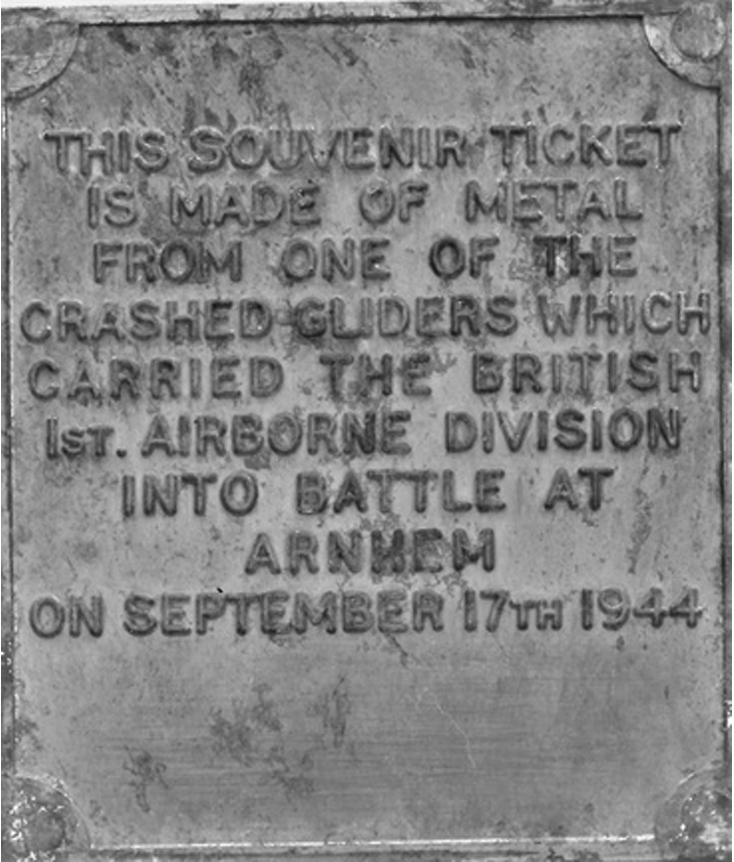 THIS SOUVENIR TICKET
IS MADE OF METAL
FROM ONE OF THE
CRASHED GLIDERS WHICH
CARRIED THE BRITISH
1ST. AIRBORNE DIVISION
INTO BATTLE AT
ARNHEM
ON SEPTEMBER 17TH 1944